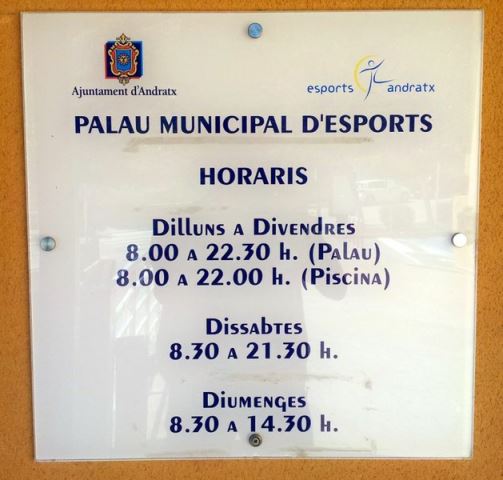 Ajuntament d'Andratx
esports andratx
PALAU MUNICIPAL D'ESPORTS
HORARIS
Dilluns a Divendres
8.00 a 22.30 h. (Palau)
8.00 a 22.00 h. (Piscina)
Dissabtes
8.30 a 21.30 h.
Diumenges
8.30 a 14.30 h.